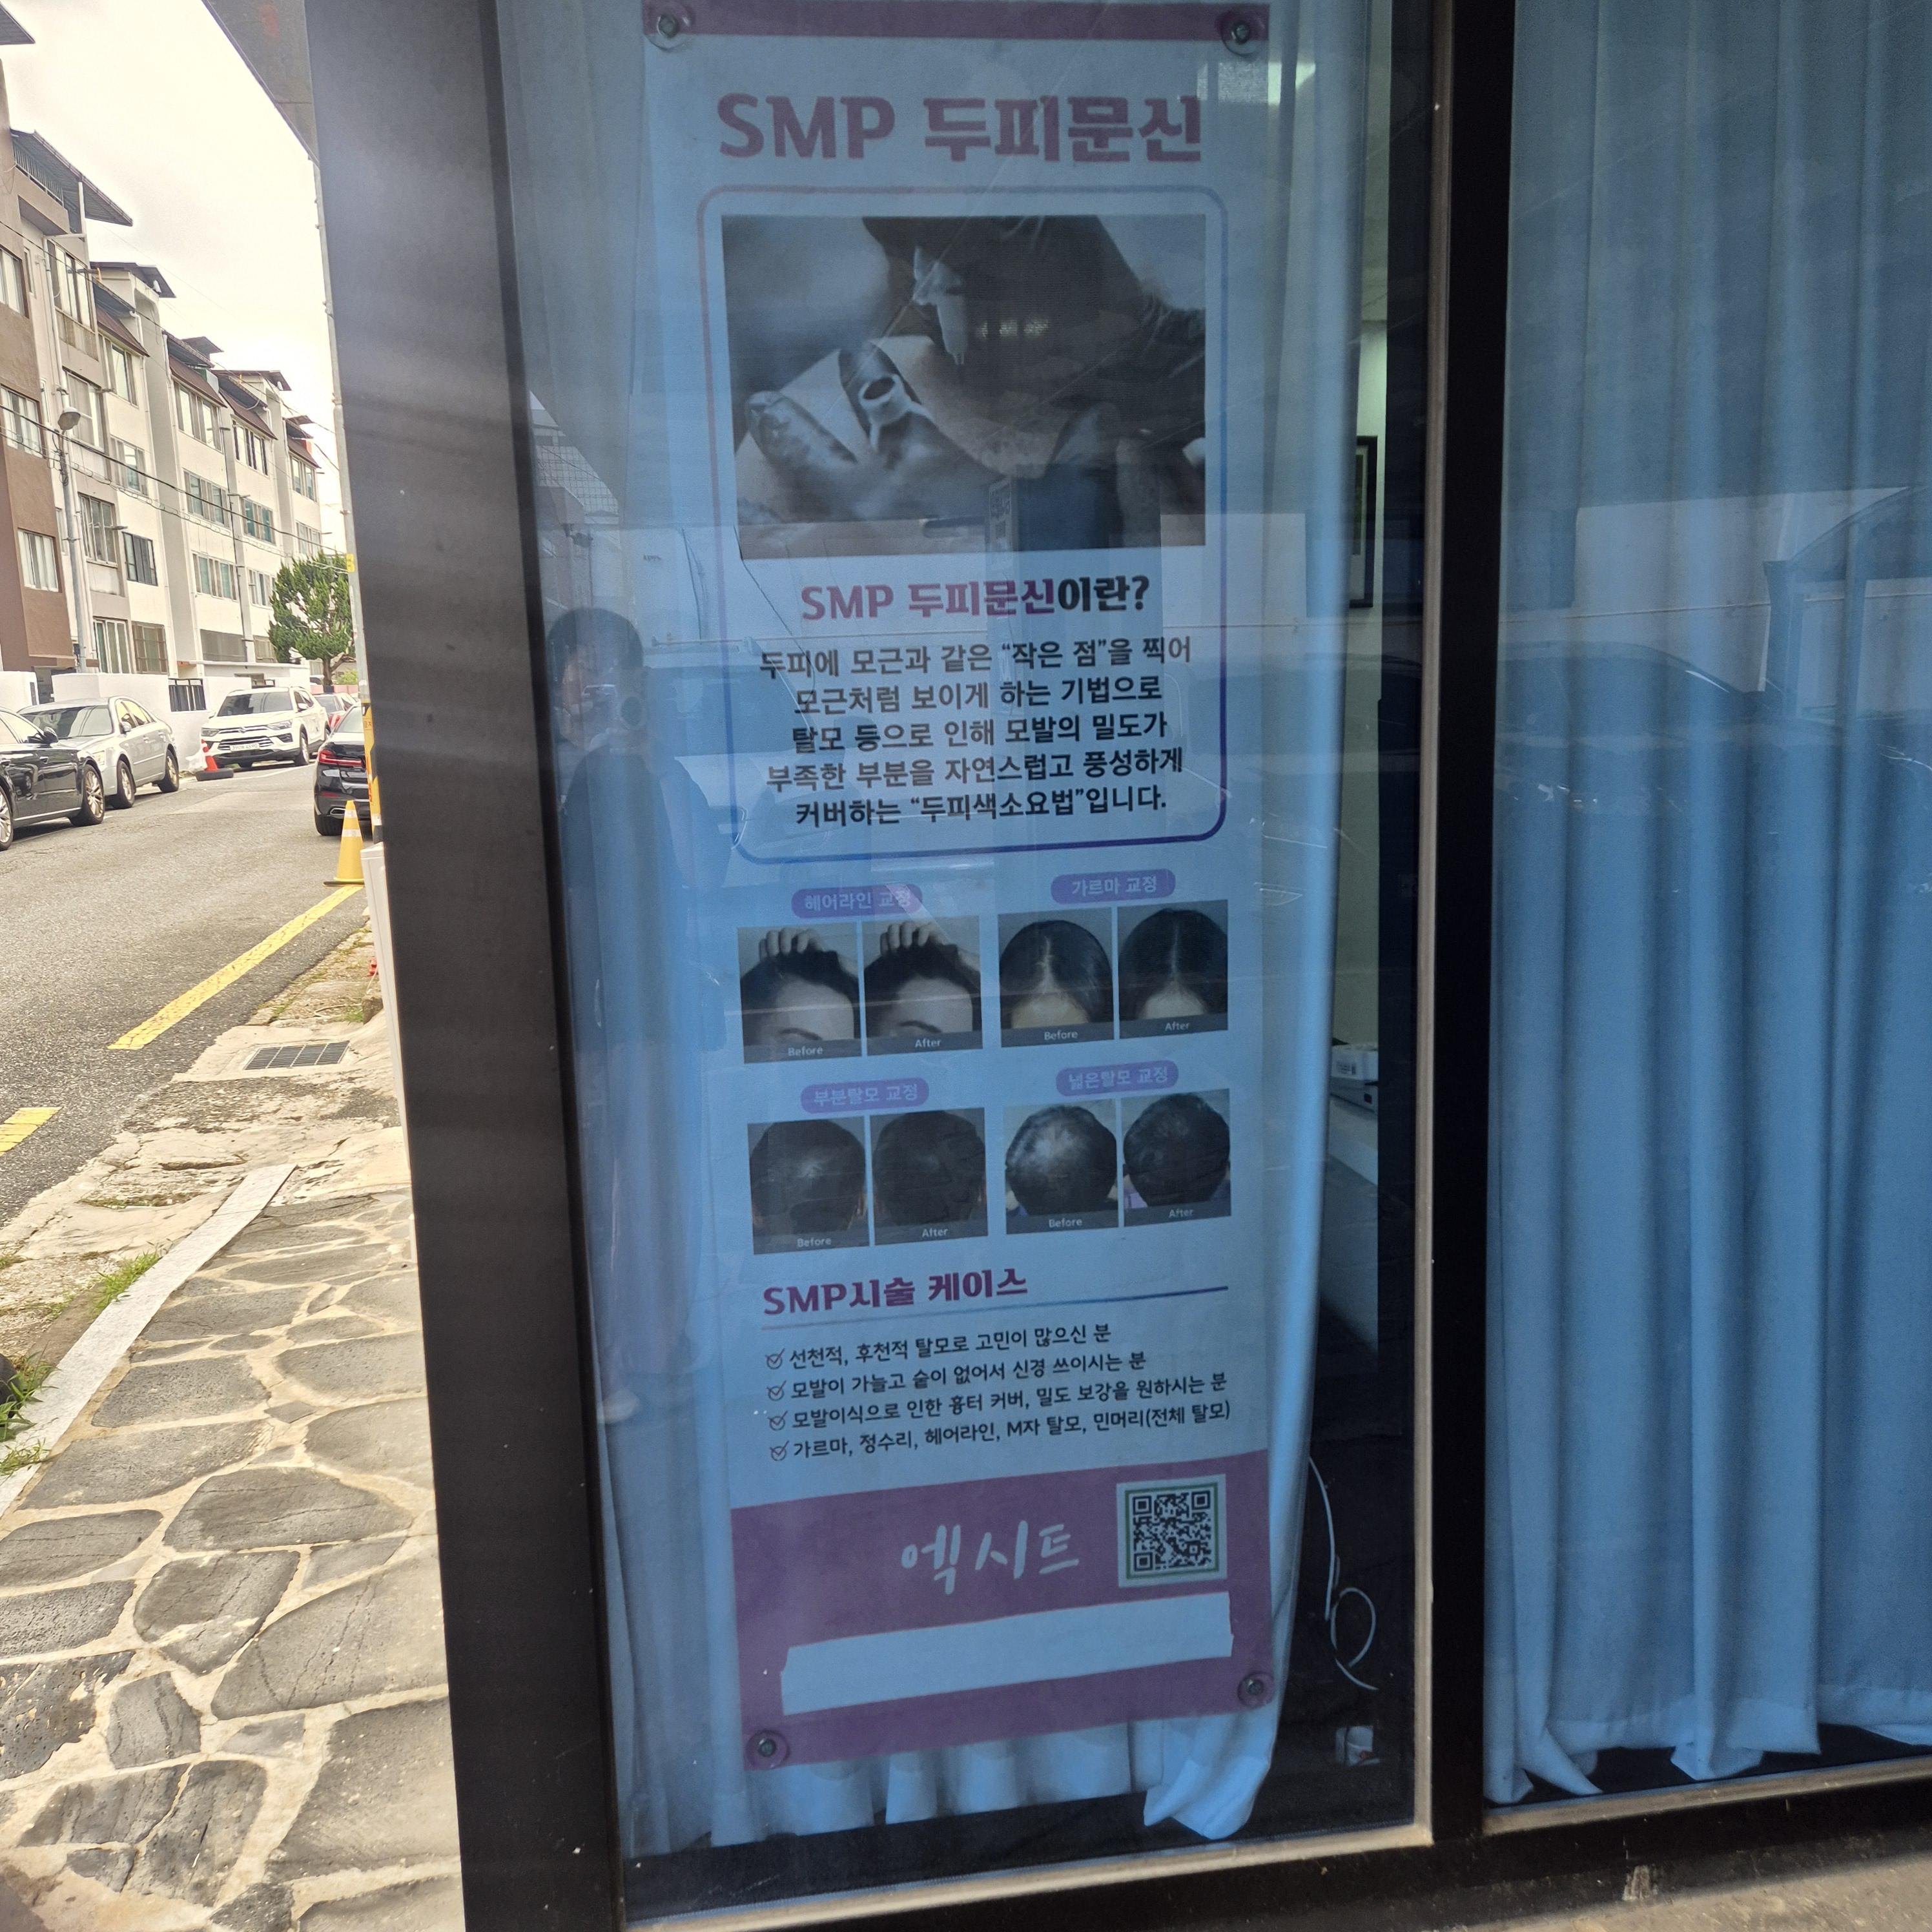 SMP 두피문신
SMP 두피문신이란?
두피에 모근과 같은 “작은 점”을 찍어
모근처럼 보이게 하는 기법으로
탈모 등으로 인해 모발의 밀도가
부족한 부분을 자연스럽고 풍성하게
커버하는 “두피색소요법”입니다.
헤어라인 교정
가르마 교정
Before
After
Before
After
부분탈모 교정
넓은탈모 교정
Before
After
Before
After
SMP시술 케이스
선천적, 후천적 탈모로 고민이 많으신 분
모발이 가늘고 숱이 없어서 신경 쓰이시는 분
모발이식으로 인한 흉터 커버, 밀도 보강을 원하시는 분
가르마, 정수리, 헤어라인, M자 탈모, 민머리(전체 탈모)
엑시트